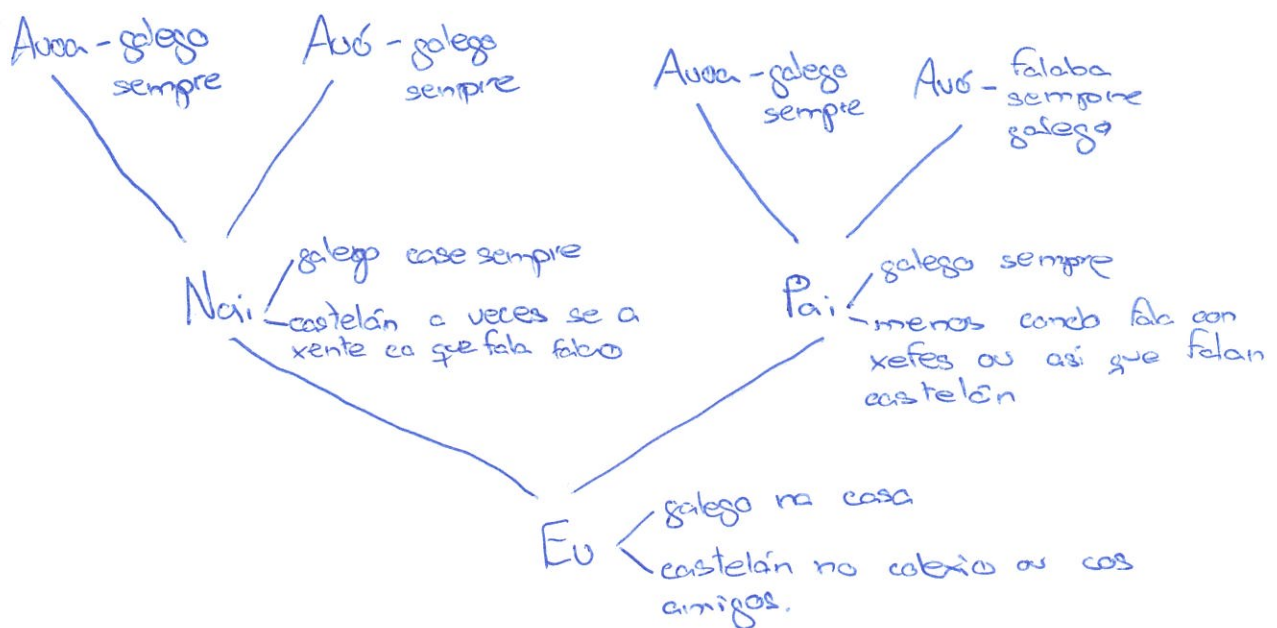 Avoa - galego
sempre
Avó - galego
sempre
Avoa - galego
sempre
Avó - falaba
sempre
galego
Nai
galego case sempre
castelán a veces se a
xente ca que fala falao
Pai
galego sempre
menos cando fala con
xefes ou así que falan
castelán
Eu
galego na casa
castelán no colexio ou cos
amigos.